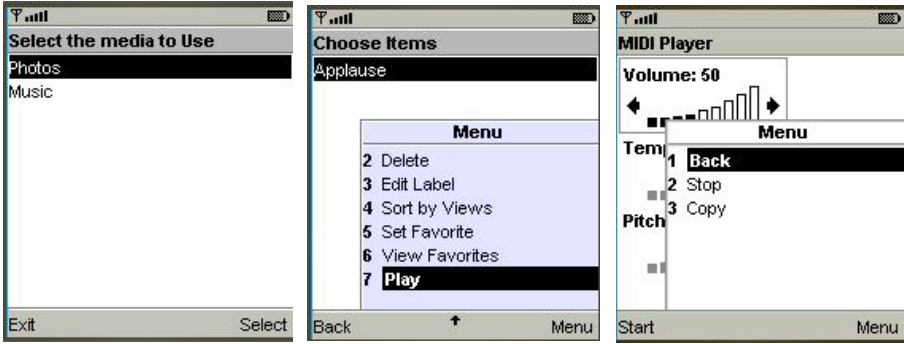 Select the media to Use
Photos
Music
Exit Select
Choose Items
Applause
Menu
2 Delete
3 Edit Label
4 Sort by Views
5 Set Favorite
6 View Favorites
7 Play
Back Menu
MIDI Player
Volume: 50
Menu
Temp
1 Back
2 Stop
3 Copy
Pitch
Start Menu